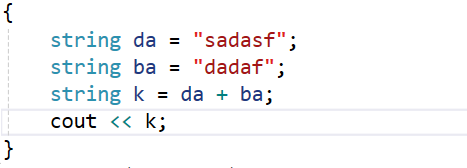 {
string da = "sadasf";
string ba = "dadaf";
string k = da + ba;
cout << k;
}